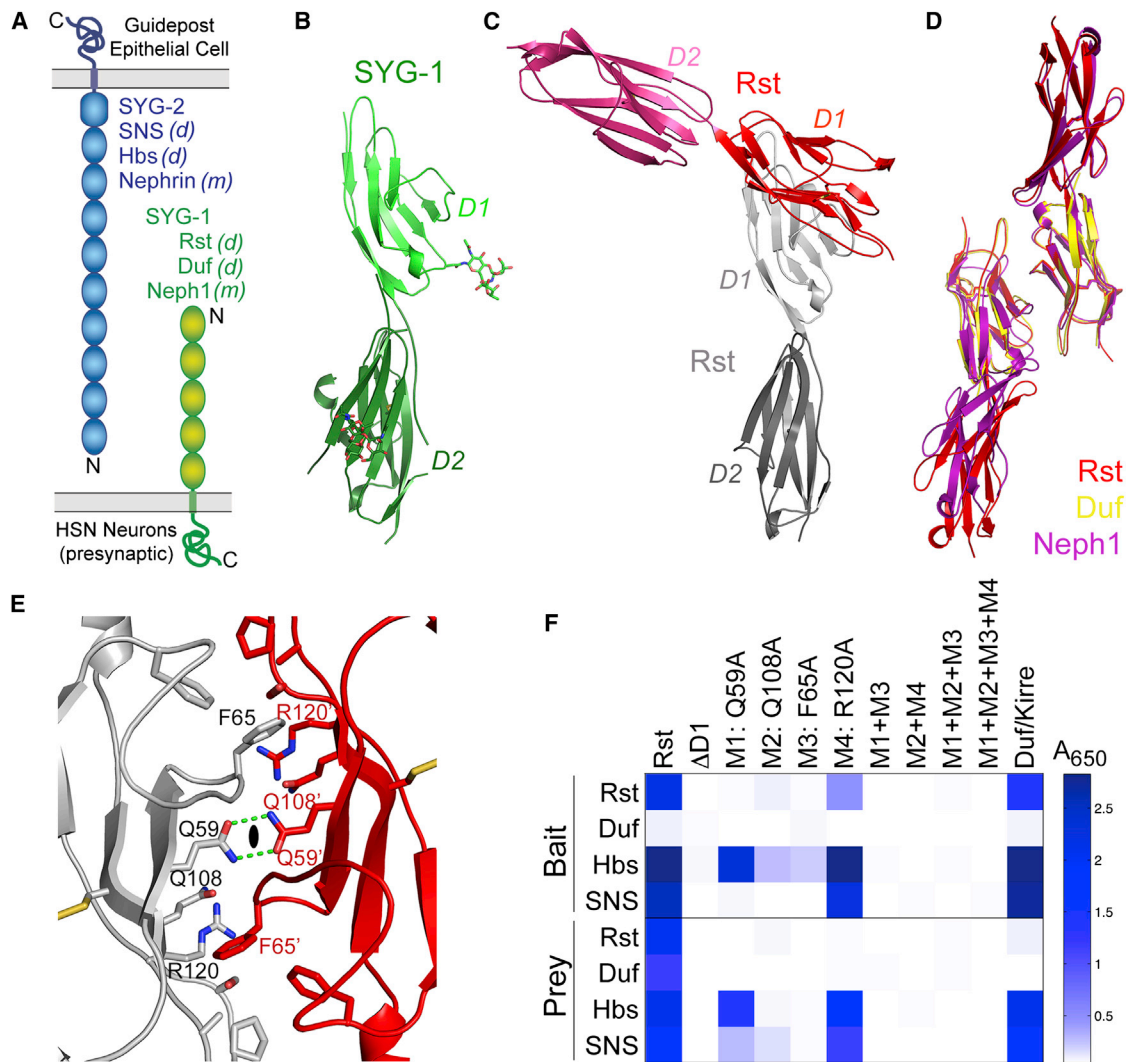 A
C
Guidepost
Epithelial Cell
SYG-2
SNS (d)
Hbs (d)
Nephrin (m)
SYG-1
Rst (d)
Duf (d)
Neph1 (m)
N
N
HSN Neurons
(presynaptic)
C
B
SYG-1
D1
D2
C
D2
Rst
D1
D1
Rst
D2
D
Rst
Duf
Neph1
E
F65
R120’
Q108’
Q59
Q59’
Q108
F65’
R120
F
Rst
ΔD1
M1: Q59A
M2: Q108A
M3: F65A
M4: R120A
M1+M3
M2+M4
M1+M2+M3
M1+M2+M3+M4
Duf/Kirre
A650
Bait
Rst
Duf
Hbs
SNS
Prey
Rst
Duf
Hbs
SNS
2.5
2
1.5
1
0.5